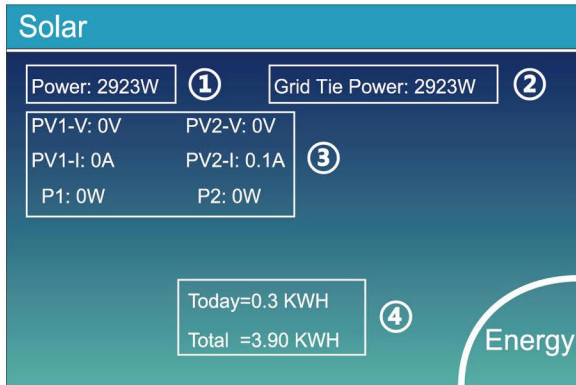 Solar
Power: 2923W ①
Grid Tie Power: 2923W ②
PV1-V: 0V PV2-V: 0V
PV1-I: 0A PV2-I: 0.1A ③
P1: 0W P2: 0W
Today=0.3 KWH
Total =3.90 KWH ④
Energy